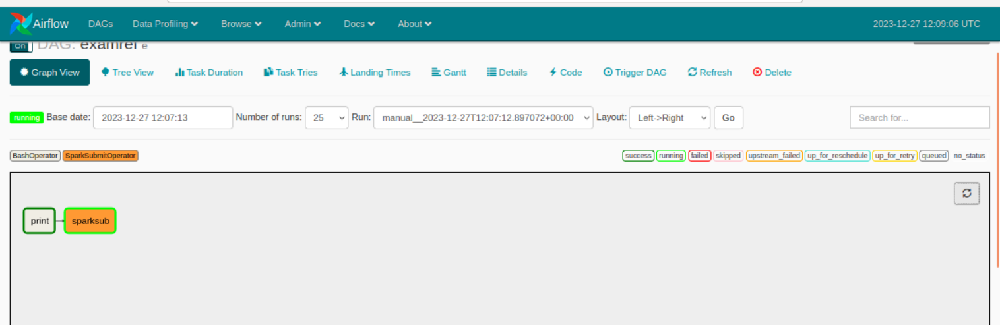 Airflow DAGs Data Profiling Browse Admin Docs About 2023-12-27 12:09:06 UTC
On DAG: examref e
Graph View Tree View Task Duration Task Tries Landing Times Gantt Details Code Trigger DAG Refresh Delete
running Base date: 2023-12-27 12:07:13 Number of runs: 25 Run: manual__2023-12-27T12:07:12.897072+00:00 Layout: Left->Right Go Search for...
BashOperator SparkSubmitOperator success running failed skipped upstream_failed up_for_reschedule up_for_retry queued no_status
print sparksub